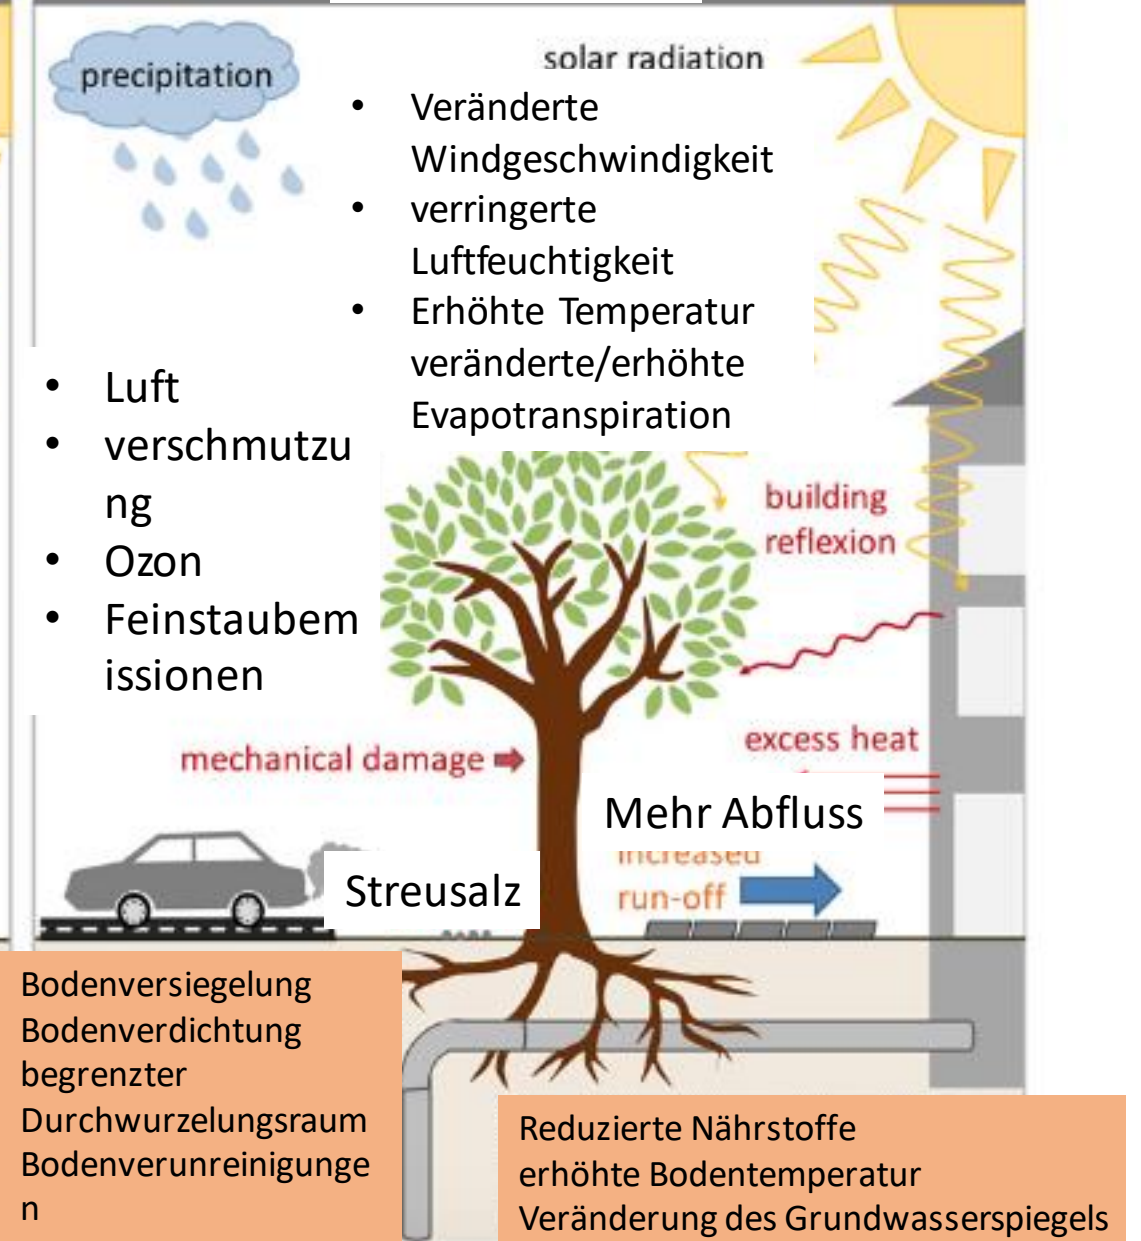 precipitation
solar radiation
• Veränderte
Windgeschwindigkeit
• verringerte
Luftfeuchtigkeit
• Erhöhte Temperatur
veränderte/erhöhte
Evapotranspiration
• Luft
• verschmutzu
ng
• Ozon
• Feinstaubem
issionen
building
reflexion
mechanical damage
excess heat
Mehr Abfluss
increased
run-off
Streusalz
Bodenversiegelung
Bodenverdichtung
begrenzter
Durchwurzelungsraum
Bodenverunreinigunge
n
Reduzierte Nährstoffe
erhöhte Bodentemperatur
Veränderung des Grundwasserspiegels